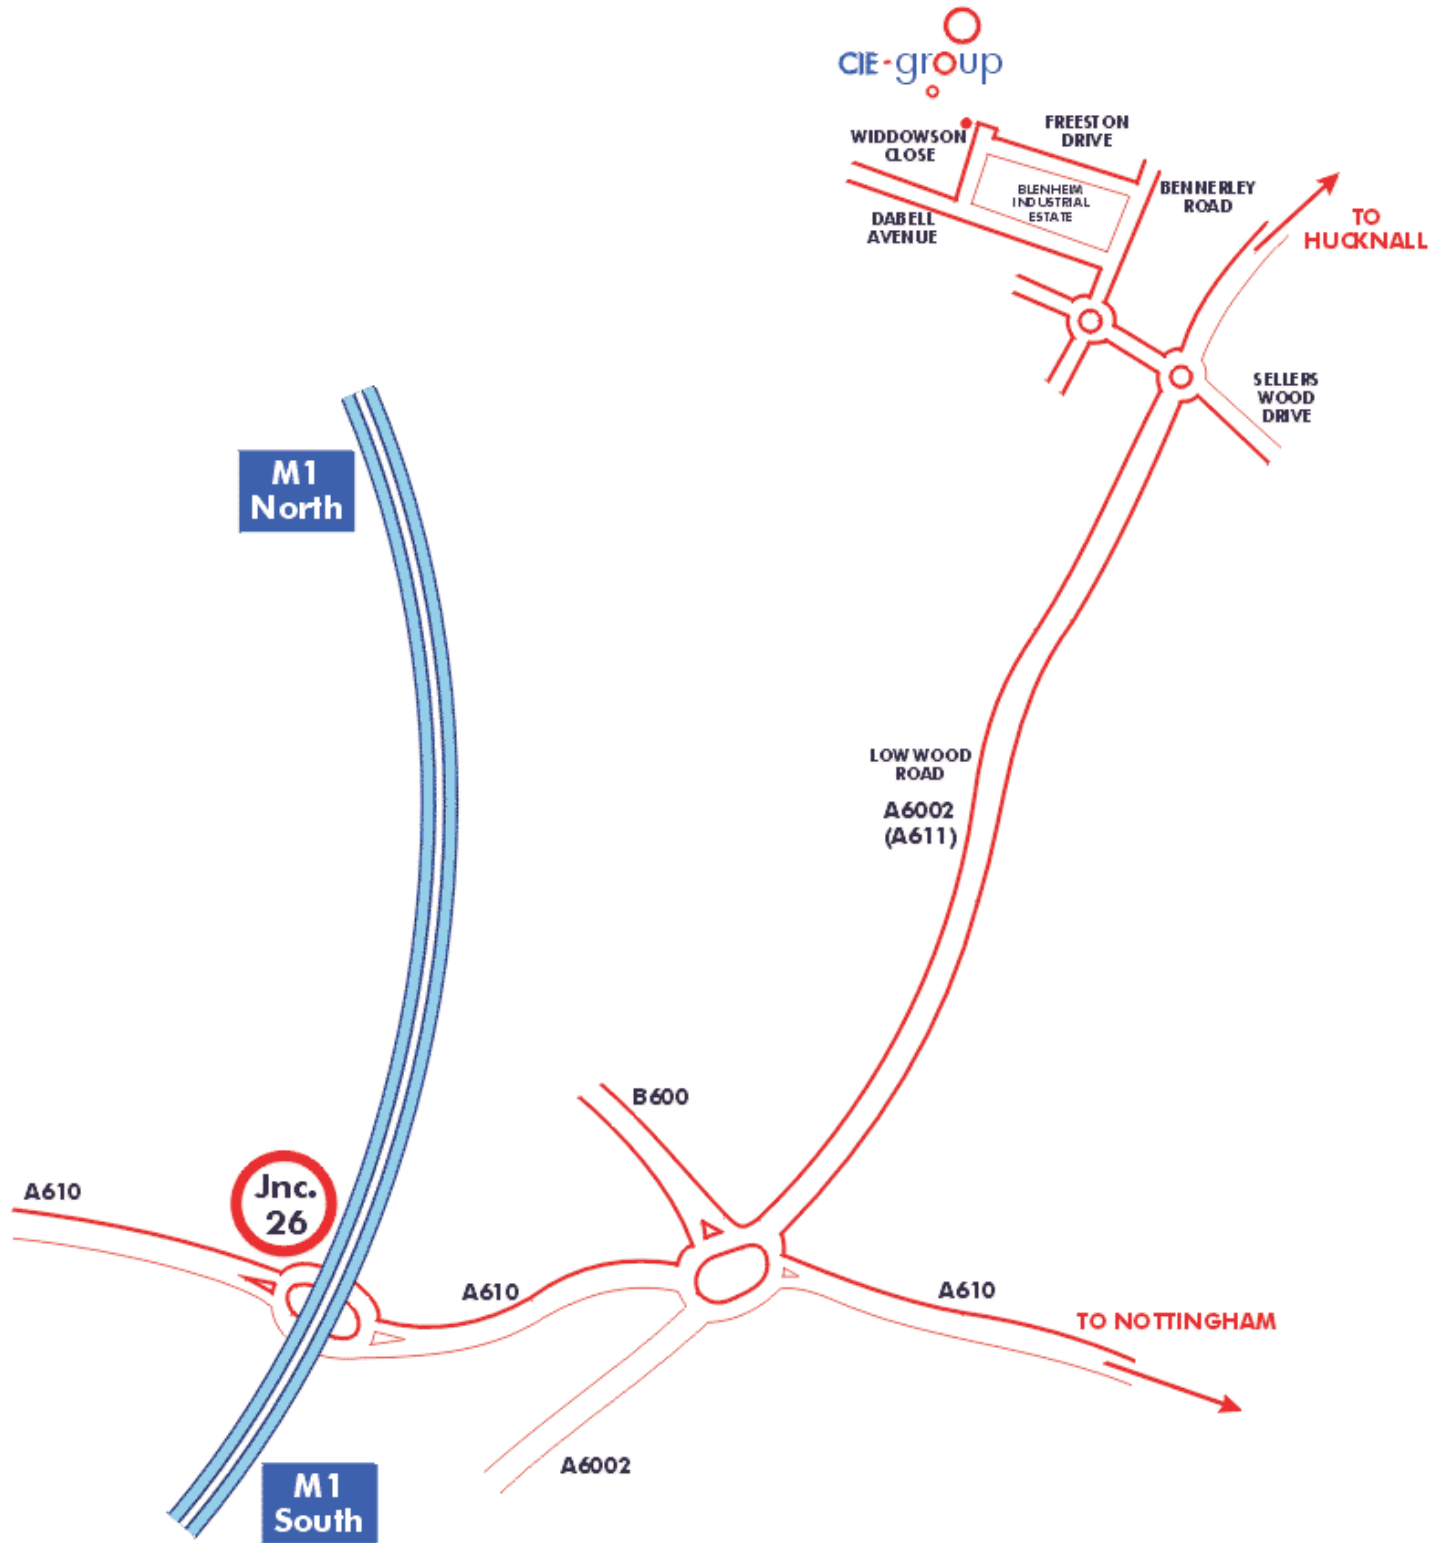 CIE-group
FREESTON
DRIVE
WIDDOWSON
CLOSE
BLENHEIM
INDUSTRIAL
ESTATE
BENNERLEY
ROAD
DABELL
AVENUE
TO
HUCKNALL
SELLERS
WOOD
DRIVE
M1
North
LOW WOOD
ROAD
A6002
(A611)
B600
Jnc.
26
A610
A610
A610
TO NOTTINGHAM
A6002
M1
South